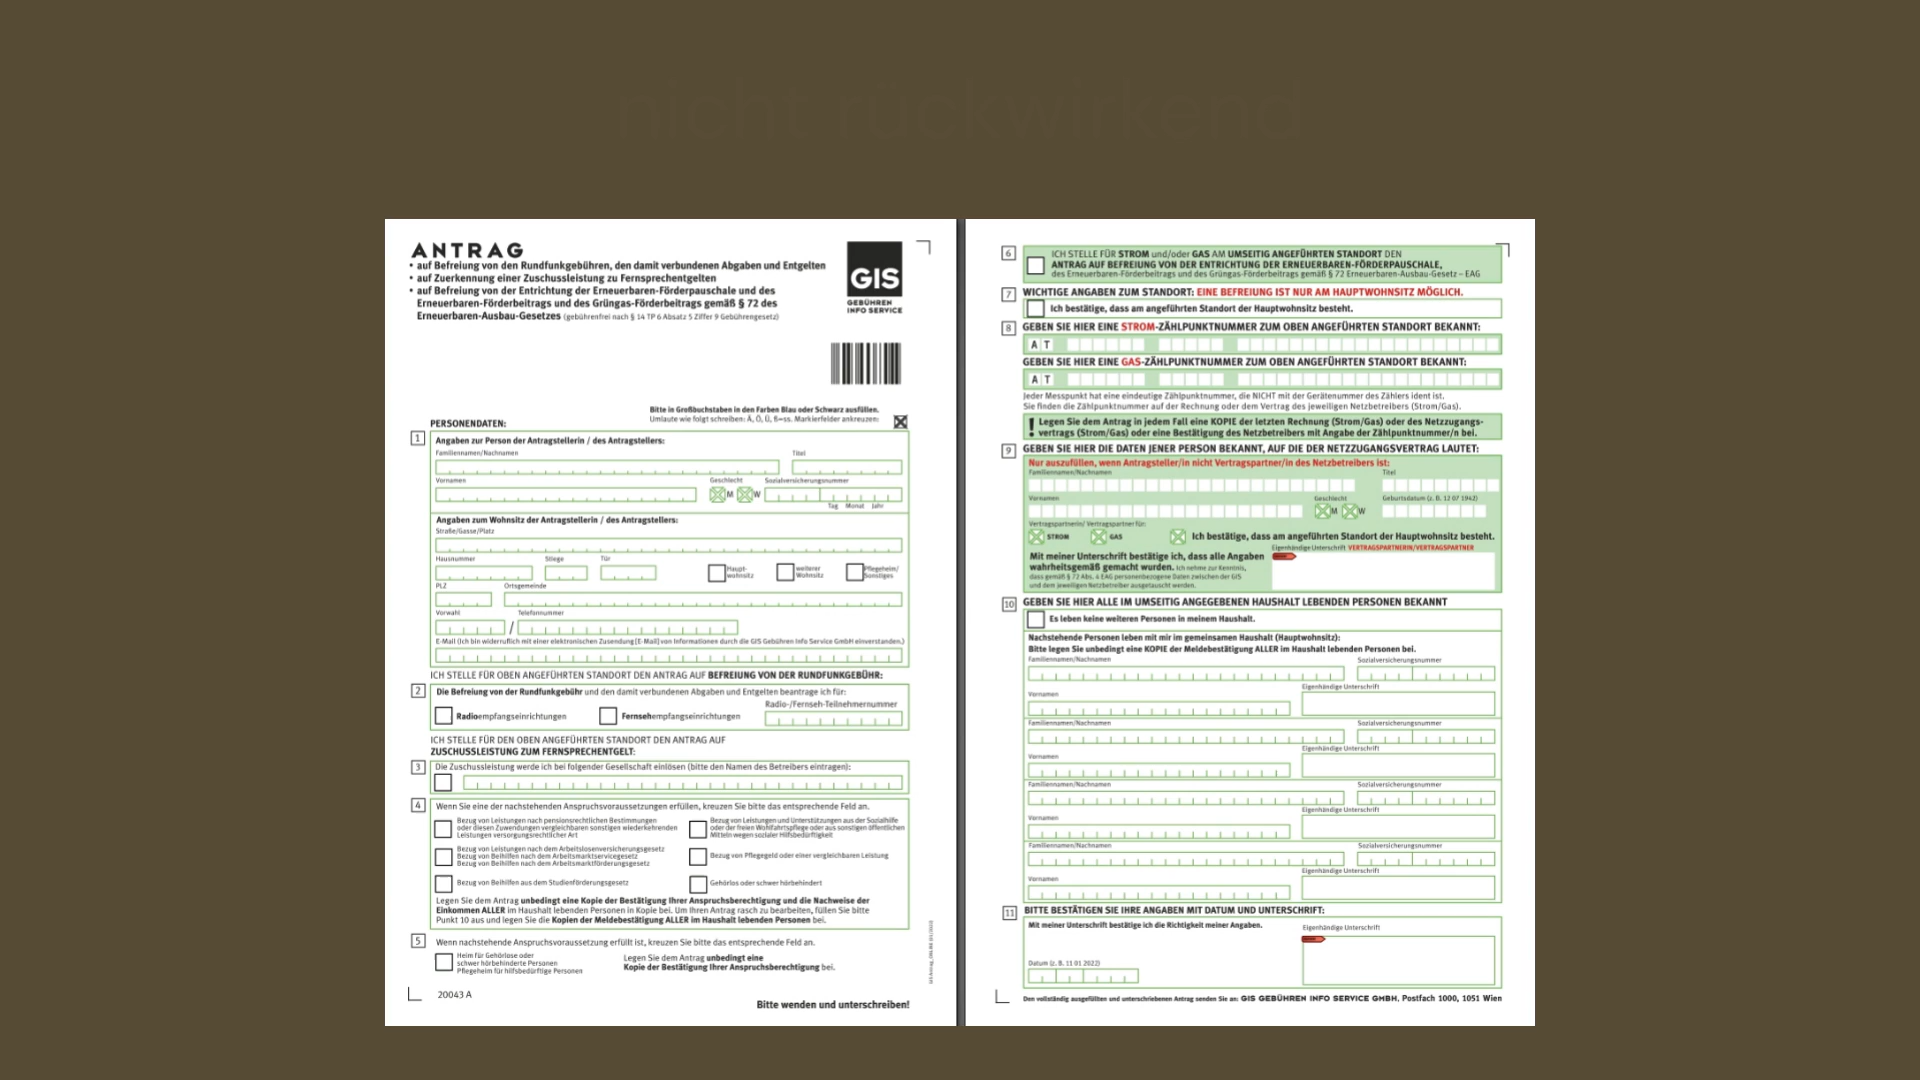 nicht rückwirkend
ANTRAG
• auf Befreiung von den Rundfunkgebühren, den damit verbundenen Abgaben und Entgelten
• auf Zuerkennung einer Zuschussleistung zu Fernsprechentgelten
• auf Befreiung von der Entrichtung der Erneuerbaren-Förderpauschale und des
Erneuerbaren-Förderbeitrags und des Grüngas-Förderbeitrags gemäß § 72 des
Erneuerbaren-Ausbau-Gesetzes (gebührenfrei nach § 14 TP 6 Absatz 5 Ziffer 9 Gebührengesetz)
GIS
GEBÜHREN
INFO SERVICE
Bitte in Großbuchstaben in den Farben Blau oder Schwarz ausfüllen.
Umlaute wie folgt schreiben: Ä, Ö, Ü, ß=ss. Markierfelder ankreuzen:
PERSONENDATEN:
1
Angaben zur Person der Antragstellerin / des Antragstellers:
Familiennamen/Nachnamen Titel
Vornamen Geschlecht Sozialversicherungsnummer
M W
Tag Monat Jahr
Angaben zum Wohnsitz der Antragstellerin / des Antragstellers:
Straße/Gasse/Platz
Hausnummer Stiege Tür
Haupt-
wohnsitz
weiterer
Wohnsitz
Pflegeheim/
Sonstiges
PLZ Ortsgemeinde
Vorwahl Telefonnummer
/
E-Mail (Ich bin widerruflich mit einer elektronischen Zusendung [E-Mail] von Informationen durch die GIS Gebühren Info Service GmbH einverstanden.)
ICH STELLE FÜR OBEN ANGEFÜHRTEN STANDORT DEN ANTRAG AUF BEFREIUNG VON DER RUNDFUNKGEBÜHR:
2
Die Befreiung von der Rundfunkgebühr und den damit verbundenen Abgaben und Entgelten beantrage ich für:
Radio-/Fernseh-Teilnehmernummer
Radioempfangseinrichtungen Fernsehempfangseinrichtungen
ICH STELLE FÜR DEN OBEN ANGEFÜHRTEN STANDORT DEN ANTRAG AUF
ZUSCHUSSLEISTUNG ZUM FERNSPRECHENTGELT:
3
Die Zuschussleistung werde ich bei folgender Gesellschaft einlösen (bitte den Namen des Betreibers eintragen):
4
Wenn Sie eine der nachstehenden Anspruchsvoraussetzungen erfüllen, kreuzen Sie bitte das entsprechende Feld an.
Bezug von Leistungen nach pensionsrechtlichen Bestimmungen
oder diesen Zuwendungen vergleichbaren sonstigen wiederkehrenden
Leistungen versorgungsrechtlicher Art
Bezug von Leistungen und Unterstützungen aus der Sozialhilfe
oder der freien Wohlfahrtspflege oder aus sonstigen öffentlichen
Mitteln wegen sozialer Hilfsbedürftigkeit
Bezug von Leistungen nach dem Arbeitslosenversicherungsgesetz
Bezug von Beihilfen nach dem Arbeitsmarktservicegesetz
Bezug von Beihilfen nach dem Arbeitsmarktförderungsgesetz
Bezug von Pflegegeld oder einer vergleichbaren Leistung
Bezug von Beihilfen aus dem Studienförderungsgesetz
Gehörlos oder schwer hörbehindert
Legen Sie dem Antrag unbedingt eine Kopie der Bestätigung Ihrer Anspruchsberechtigung und die Nachweise der
Einkommen ALLER im Haushalt lebenden Personen in Kopie bei. Um Ihren Antrag rasch zu bearbeiten, füllen Sie bitte
Punkt 10 aus und legen Sie die Kopien der Meldebestätigung ALLER im Haushalt lebenden Personen bei.
5
Wenn nachstehende Anspruchsvoraussetzung erfüllt ist, kreuzen Sie bitte das entsprechende Feld an.
Heim für Gehörlose oder
schwer hörbehinderte Personen
Pflegeheim für hilfsbedürftige Personen
Legen Sie dem Antrag unbedingt eine
Kopie der Bestätigung Ihrer Anspruchsberechtigung bei.
20043 A
Bitte wenden und unterschreiben!
6
ICH STELLE FÜR STROM und/oder GAS AM UMSEITIG ANGEFÜHRTEN STANDORT DEN
ANTRAG AUF BEFREIUNG VON DER ENTRICHTUNG DER ERNEUERBAREN-FÖRDERPAUSCHALE,
des Erneuerbaren-Förderbeitrags und des Grüngas-Förderbeitrags gemäß § 72 Erneuerbaren-Ausbau-Gesetz – EAG
7
WICHTIGE ANGABEN ZUM STANDORT: EINE BEFREIUNG IST NUR AM HAUPTWOHNSITZ MÖGLICH.
Ich bestätige, dass am angeführten Standort der Hauptwohnsitz besteht.
8
GEBEN SIE HIER EINE STROM-ZÄHLPUNKTNUMMER ZUM OBEN ANGEFÜHRTEN STANDORT BEKANNT:
A T
GEBEN SIE HIER EINE GAS-ZÄHLPUNKTNUMMER ZUM OBEN ANGEFÜHRTEN STANDORT BEKANNT:
A T
Jeder Messpunkt hat eine eindeutige Zählpunktnummer, die NICHT mit der Gerätenummer des Zählers ident ist.
Sie finden die Zählpunktnummer auf der Rechnung oder dem Vertrag des jeweiligen Netzbetreibers (Strom/Gas).
! Legen Sie dem Antrag in jedem Fall eine KOPIE der letzten Rechnung (Strom/Gas) oder des Netzzugangs-
vertrags (Strom/Gas) oder eine Bestätigung des Netzbetreibers mit Angabe der Zählpunktnummer/n bei.
9
GEBEN SIE HIER DIE DATEN JENER PERSON BEKANNT, AUF DIE DER NETZZUGANGSVERTRAG LAUTET:
Nur auszufüllen, wenn Antragsteller/in nicht Vertragspartner/in des Netzbetreibers ist:
Familiennamen/Nachnamen Titel
Vornamen Geschlecht Geburtsdatum (z. B. 12 07 1942)
M W
Vertragspartnerin/ Vertragspartner für:
STROM GAS Ich bestätige, dass am angeführten Standort der Hauptwohnsitz besteht.
Eigenhändige Unterschrift VERTRAGSPARTNERIN/VERTRAGSPARTNER
Mit meiner Unterschrift bestätige ich, dass alle Angaben
wahrheitsgemäß gemacht wurden. Ich nehme zur Kenntnis,
dass gemäß § 72 Abs. 4 EAG personenbezogene Daten zwischen der GIS
und dem jeweiligen Netzbetreiber ausgetauscht werden.
10
GEBEN SIE HIER ALLE IM UMSEITIG ANGEGEBENEN HAUSHALT LEBENDEN PERSONEN BEKANNT
Es leben keine weiteren Personen in meinem Haushalt.
Nachstehende Personen leben mit mir im gemeinsamen Haushalt (Hauptwohnsitz):
Bitte legen Sie unbedingt eine KOPIE der Meldebestätigung ALLER im Haushalt lebenden Personen bei.
Familiennamen/Nachnamen Sozialversicherungsnummer
Eigenhändige Unterschrift
Vornamen
Familiennamen/Nachnamen Sozialversicherungsnummer
Eigenhändige Unterschrift
Vornamen
Familiennamen/Nachnamen Sozialversicherungsnummer
Eigenhändige Unterschrift
Vornamen
Familiennamen/Nachnamen Sozialversicherungsnummer
Eigenhändige Unterschrift
Vornamen
11
BITTE BESTÄTIGEN SIE IHRE ANGABEN MIT DATUM UND UNTERSCHRIFT:
Mit meiner Unterschrift bestätige ich die Richtigkeit meiner Angaben.
Eigenhändige Unterschrift
Datum (z. B. 11 01 2022)
Den vollständig ausgefüllten und unterschriebenen Antrag senden Sie an: GIS GEBÜHREN INFO SERVICE GMBH, Postfach 1000, 1051 Wien